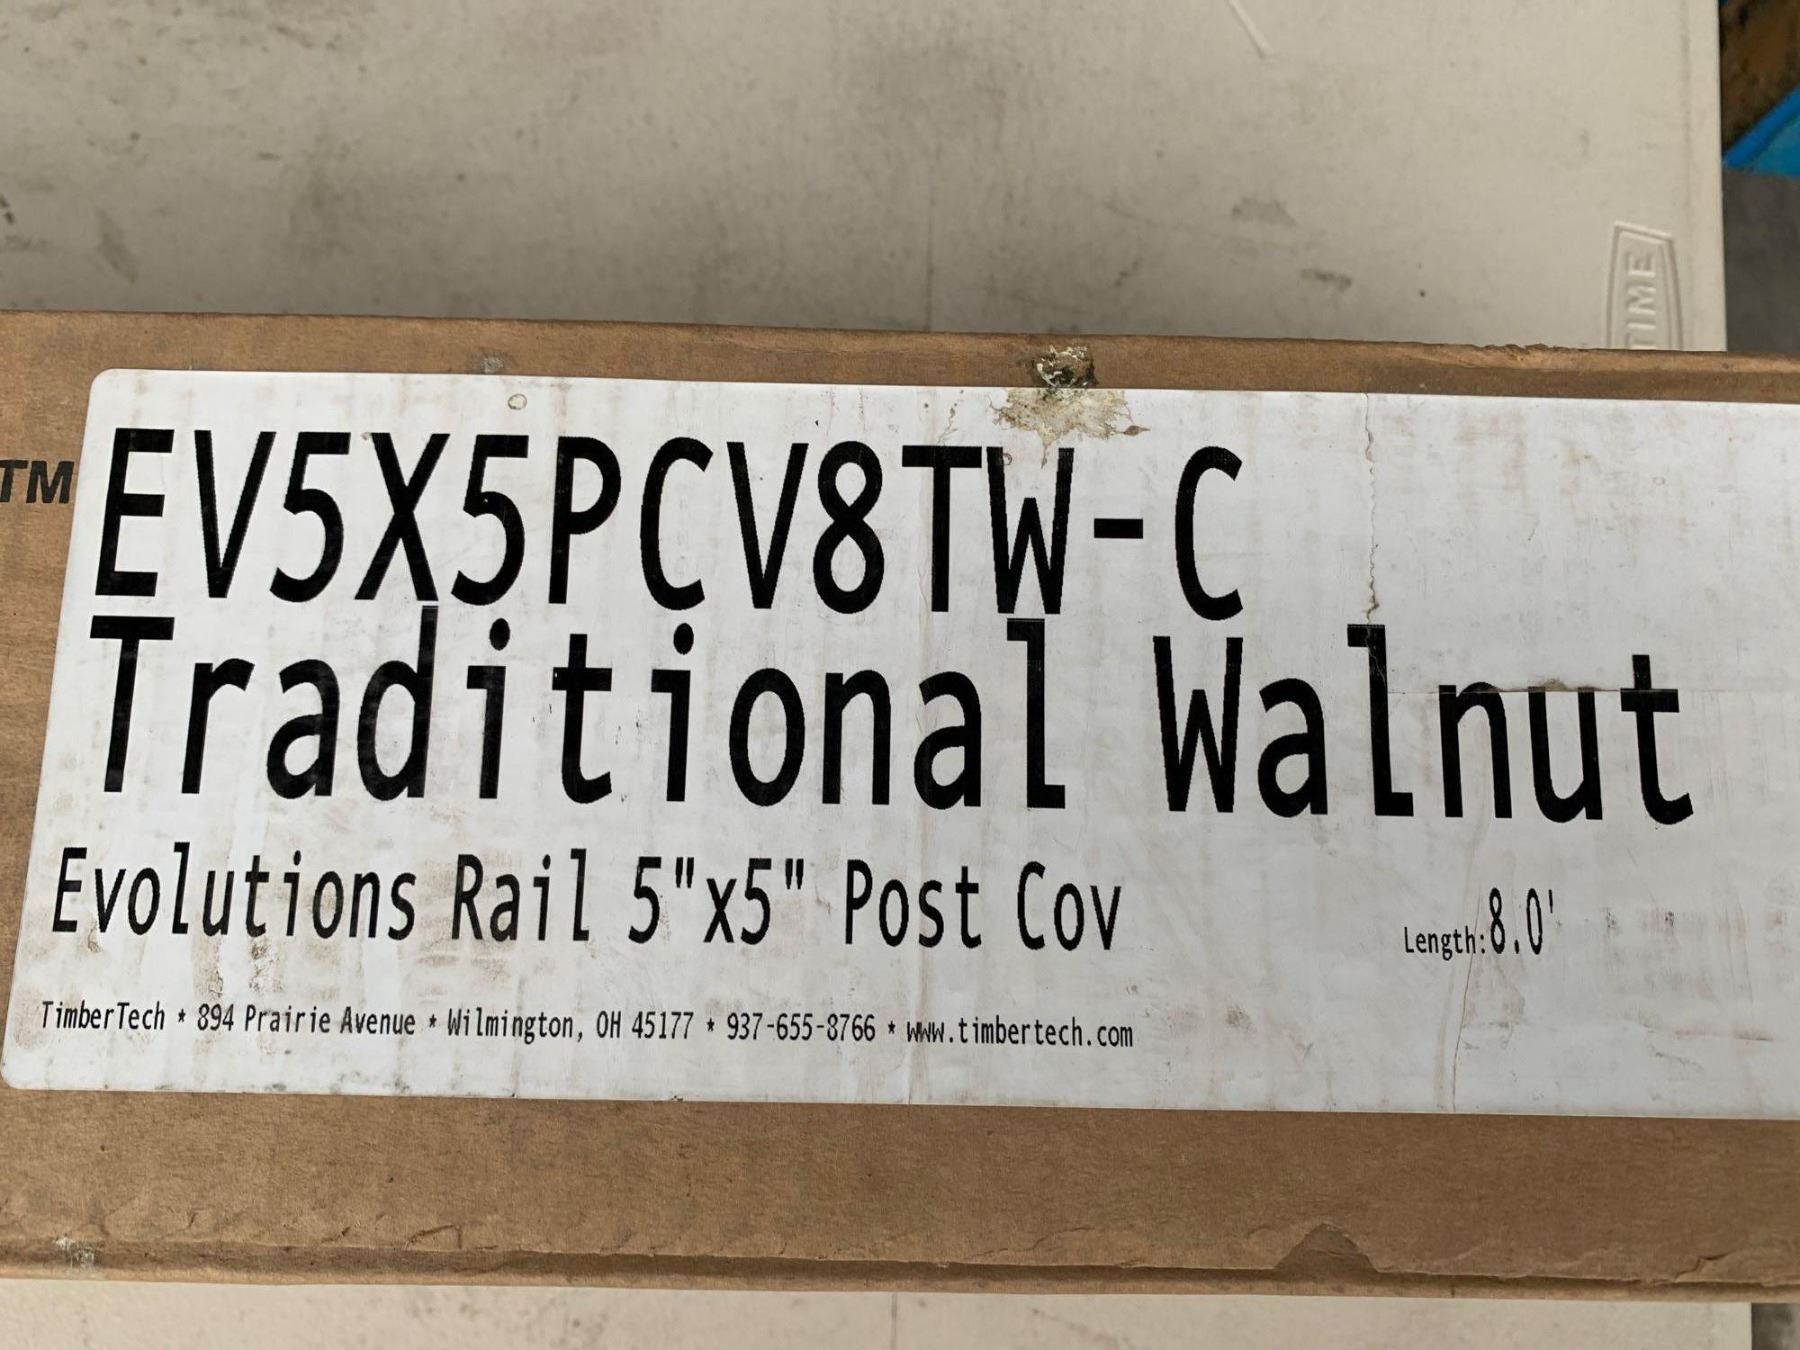 TIME
TM
EV5X5PCV8TW-C
Traditional Walnut
Evolutions Rail 5"x5" Post Cov Length:8.0'
TimberTech * 894 Prairie Avenue * Wilmington, OH 45177 * 937-655-8766 * www.timbertech.com